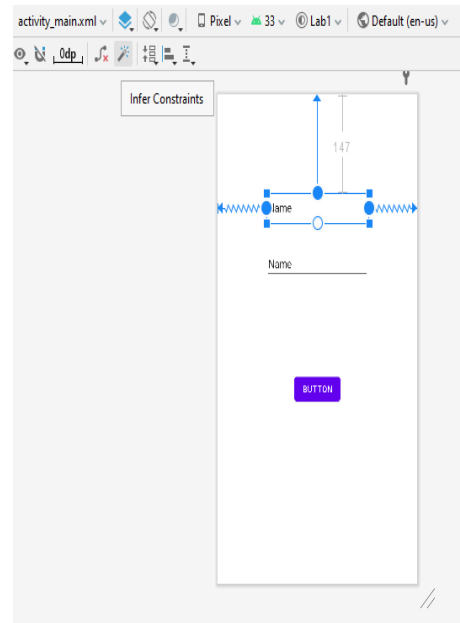 activity_main.xml Pixel 33 Lab1 Default (en-us)
0dp
Infer Constraints
147
lame
Name
BUTTON